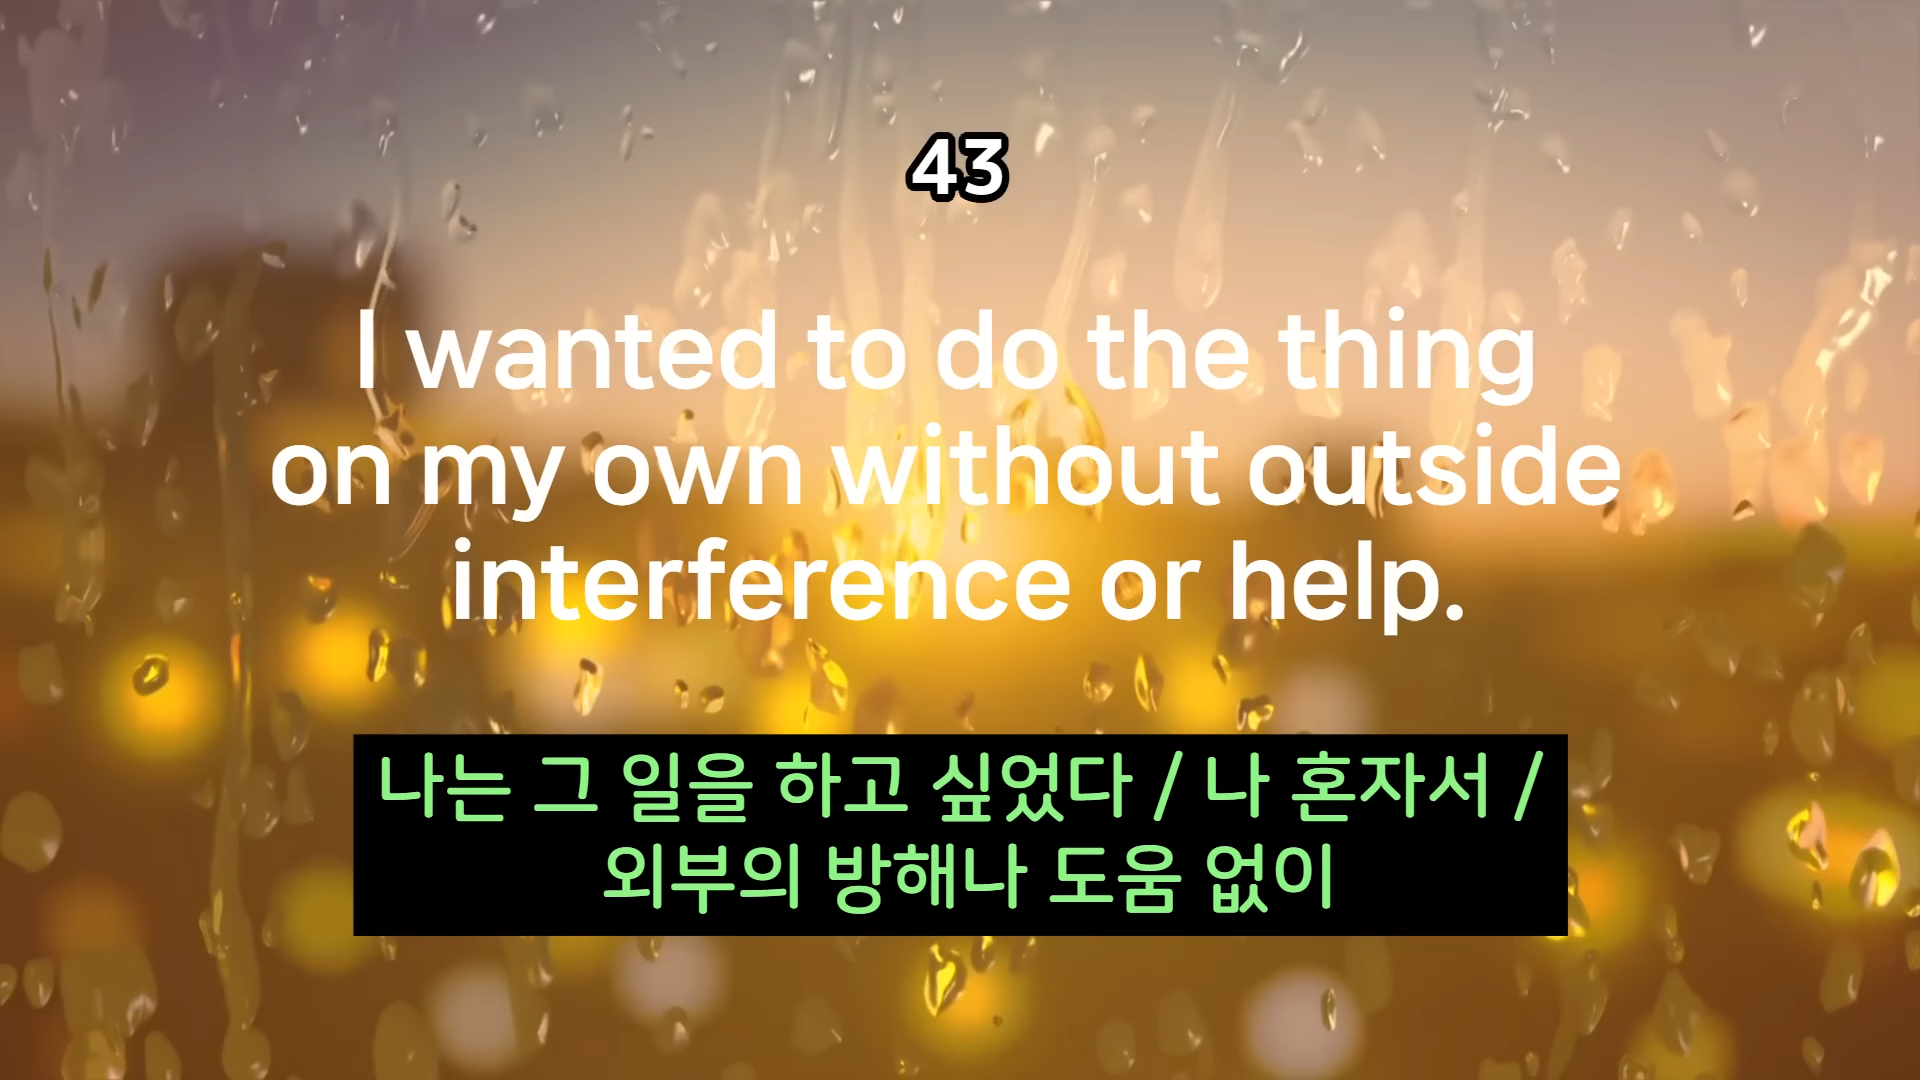 43
I wanted to do the thing
on my own without outside
interference or help.
나는 그 일을 하고 싶었다 / 나 혼자서 /
외부의 방해나 도움 없이